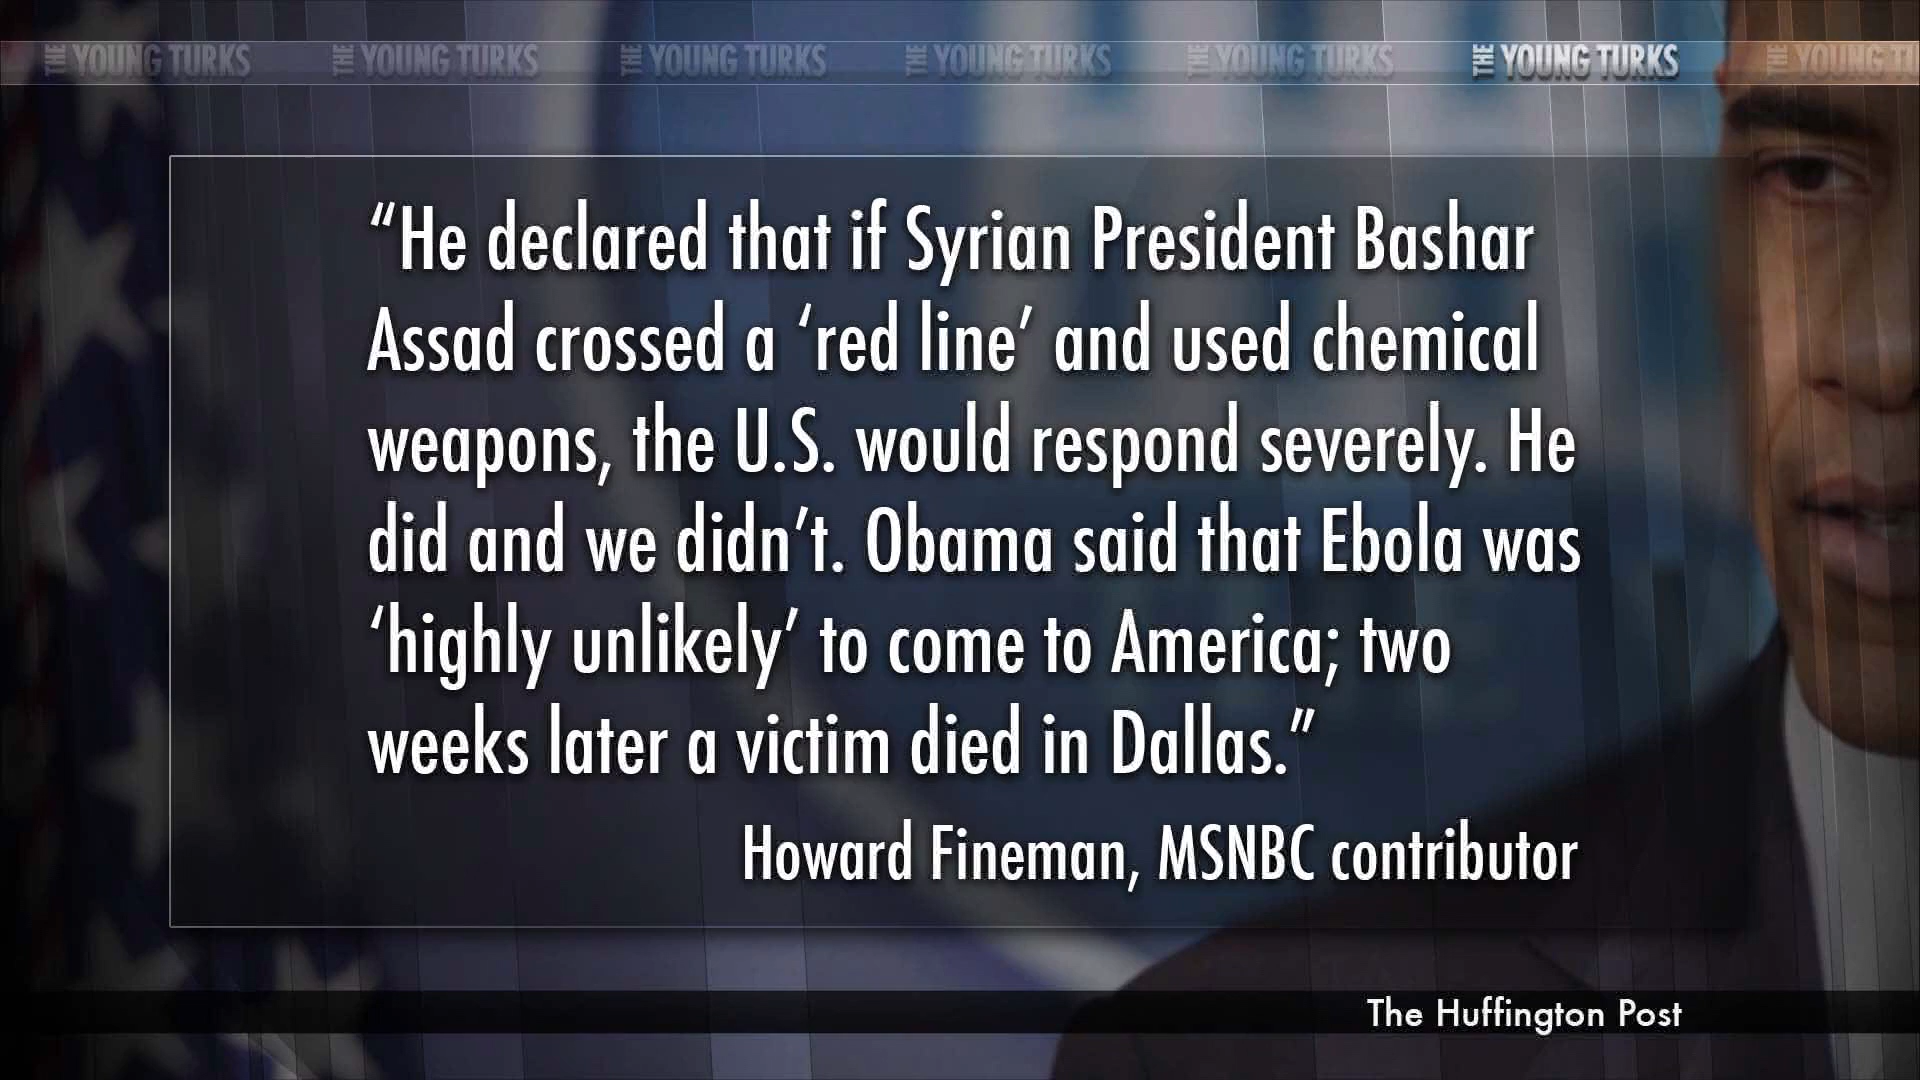 THE YOUNG TURKS THE YOUNG TURKS THE YOUNG TURKS THE YOUNG TURKS THE YOUNG TURKS THE YOUNG TURKS THE YOUNG TU
“He declared that if Syrian President Bashar
Assad crossed a ‘red line’ and used chemical
weapons, the U.S. would respond severely. He
did and we didn’t. Obama said that Ebola was
‘highly unlikely’ to come to America; two
weeks later a victim died in Dallas.”
Howard Fineman, MSNBC contributor
The Huffington Post